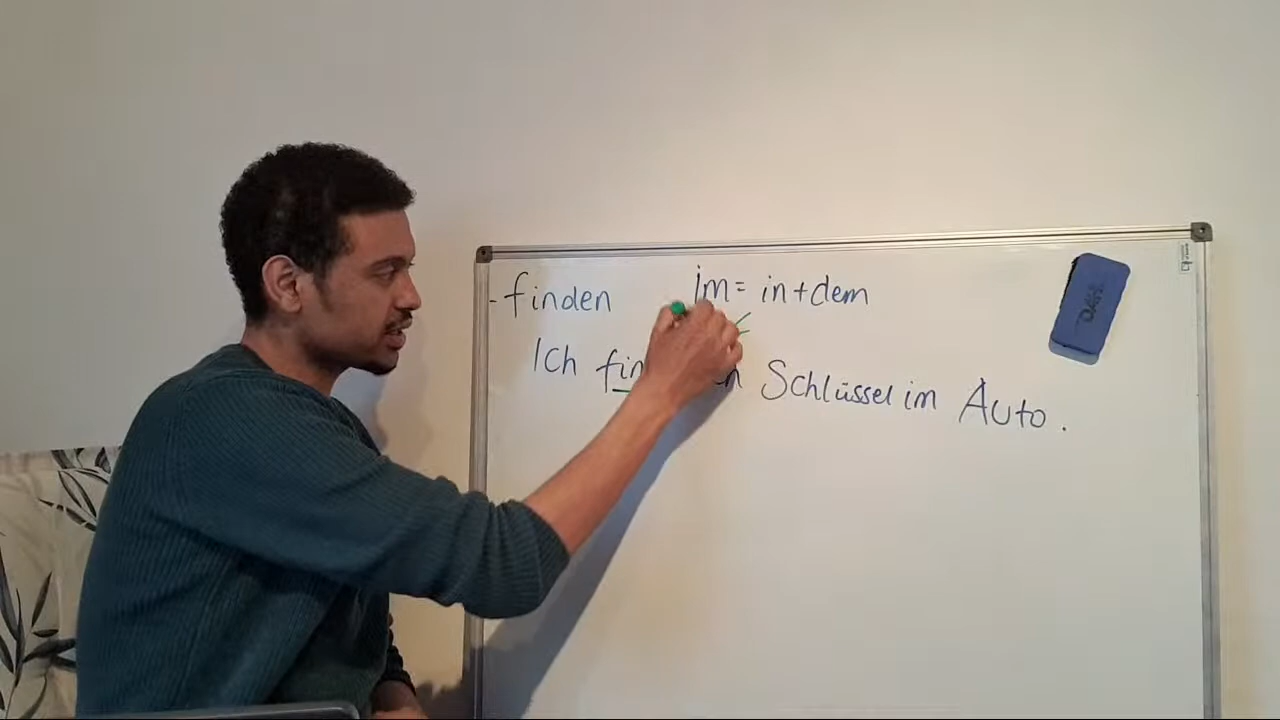 - finden im = in + dem
Ich Schlüssel im Auto.